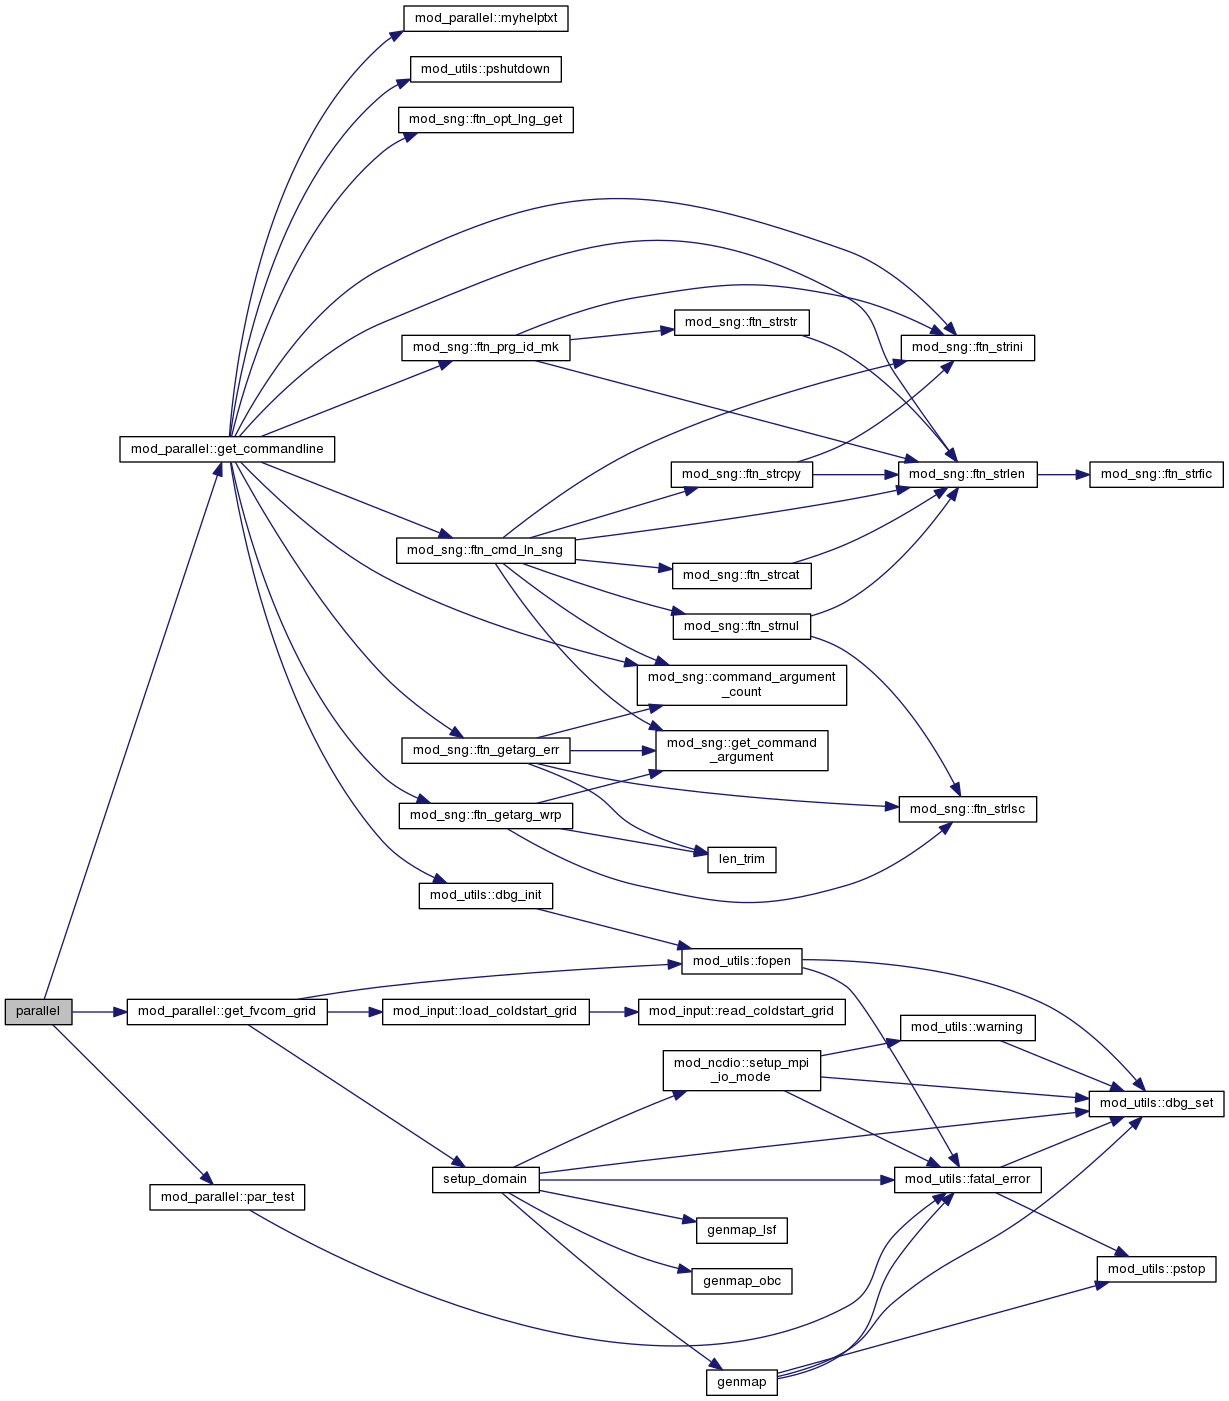 mod_parallel::myhelptxt
mod_utils::pshutdown
mod_sng::ftn_opt_lng_get
mod_sng::ftn_strstr
mod_sng::ftn_prg_id_mk
mod_sng::ftn_strini
mod_parallel::get_commandline
mod_sng::ftn_strcpy
mod_sng::ftn_strlen
mod_sng::ftn_strfic
mod_sng::ftn_cmd_ln_sng
mod_sng::ftn_strcat
mod_sng::ftn_strnul
mod_sng::command_argument
_count
mod_sng::ftn_getarg_err
mod_sng::get_command
_argument
mod_sng::ftn_getarg_wrp
mod_sng::ftn_strlsc
len_trim
mod_utils::dbg_init
mod_utils::fopen
parallel
mod_parallel::get_fvcom_grid
mod_input::load_coldstart_grid
mod_input::read_coldstart_grid
mod_utils::warning
mod_ncdio::setup_mpi
_io_mode
mod_utils::dbg_set
setup_domain
mod_utils::fatal_error
mod_parallel::par_test
genmap_lsf
mod_utils::pstop
genmap_obc
genmap